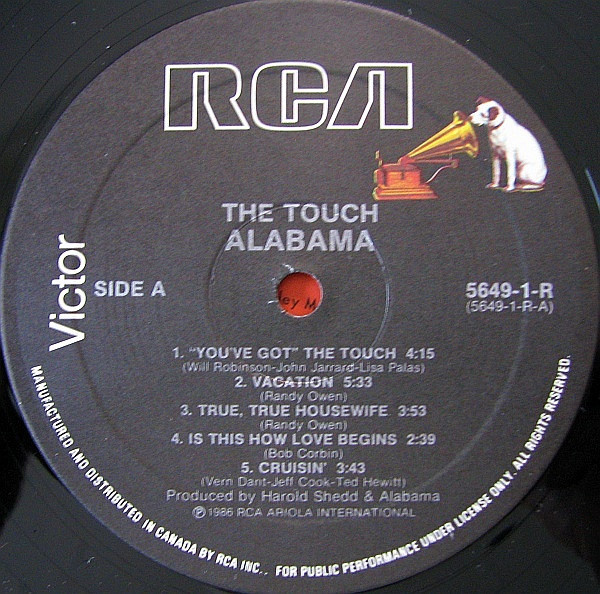 RCA
THE TOUCH
ALABAMA
Victor
SIDE A
5649-1-R
(5649-1-R-A)
ey M
1. "YOU'VE GOT" THE TOUCH 4:15
(Will Robinson-John Jarrard-Lisa Palas)
2. VACATION 5:33
(Randy Owen)
3. TRUE, TRUE HOUSEWIFE 3:53
(Randy Owen)
4. IS THIS HOW LOVE BEGINS 2:39
(Bob Corbin)
5. CRUISIN' 3:43
(Vern Dant-Jeff Cook-Ted Hewitt)
Produced by Harold Shedd & Alabama
℗1986 RCA ARIOLA INTERNATIONAL
MANUFACTURED AND DISTRIBUTED IN CANADA BY RCA INC.. FOR PUBLIC PERFORMANCE UNDER LICENSE ONLY. ALL RIGHTS RESERVED.